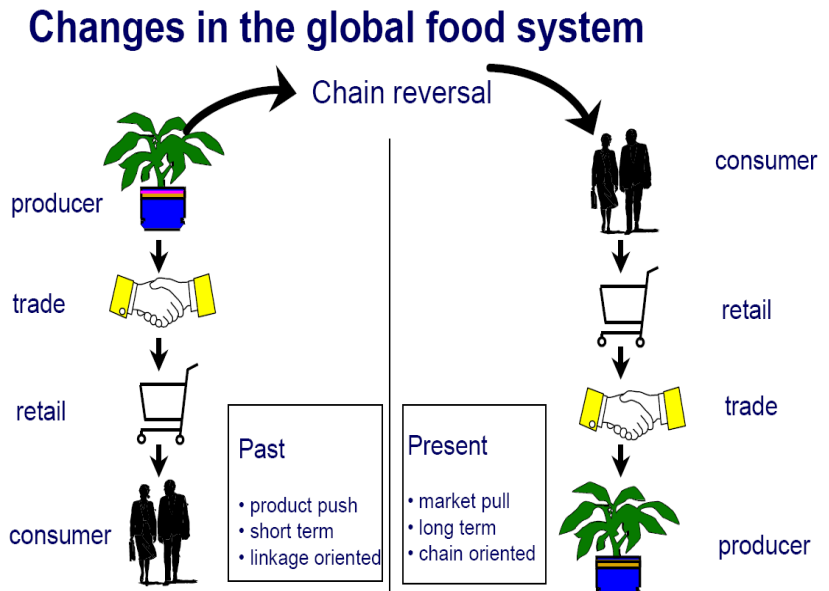 Changes in the global food system
Chain reversal
producer
trade
retail
consumer
Past
• product push
• short term
• linkage oriented
Present
• market pull
• long term
• chain oriented
consumer
retail
trade
producer